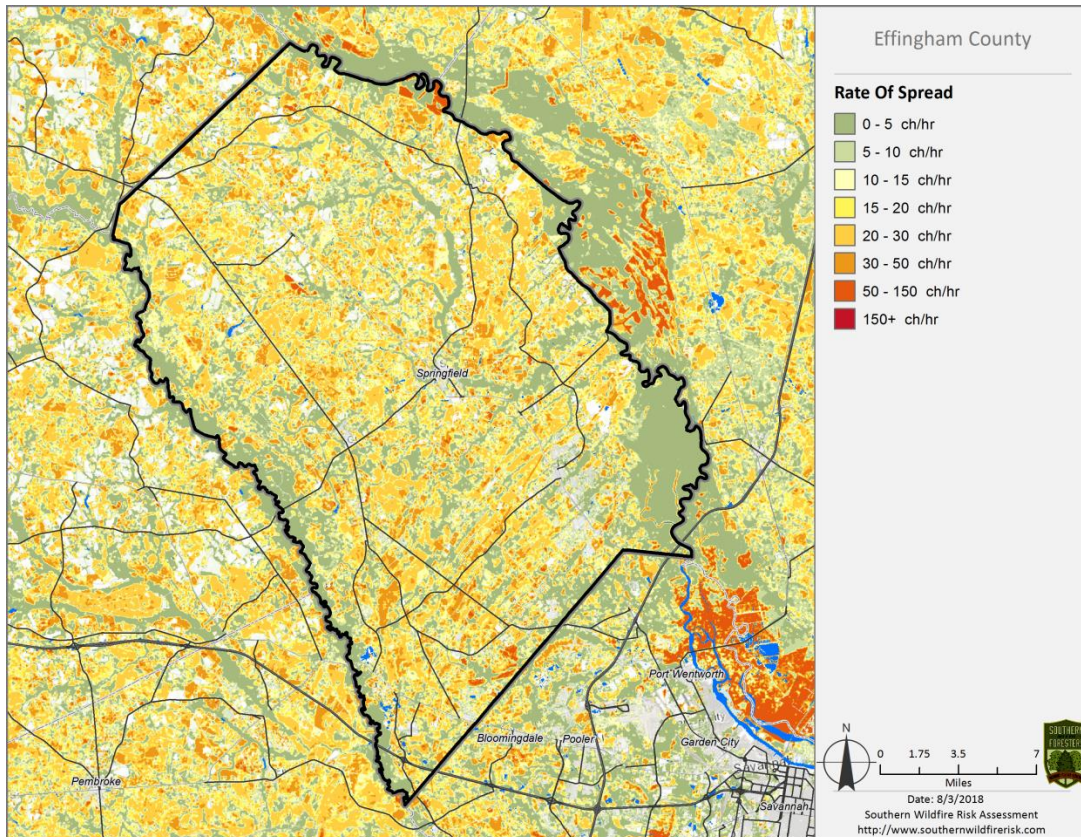 Effingham County
Rate Of Spread
0 - 5 ch/hr
5 - 10 ch/hr
10 - 15 ch/hr
15 - 20 ch/hr
20 - 30 ch/hr
30 - 50 ch/hr
50 - 150 ch/hr
150+ ch/hr
Springfield
Port Wentworth
Bloomingdale
Pooler
Garden City
Pembroke
Savannah
N
0 1.75 3.5 7
Miles
SOUTHERN
Date: 8/3/2018
Southern Wildfire Risk Assessment
http://www.southernwildfirerisk.com